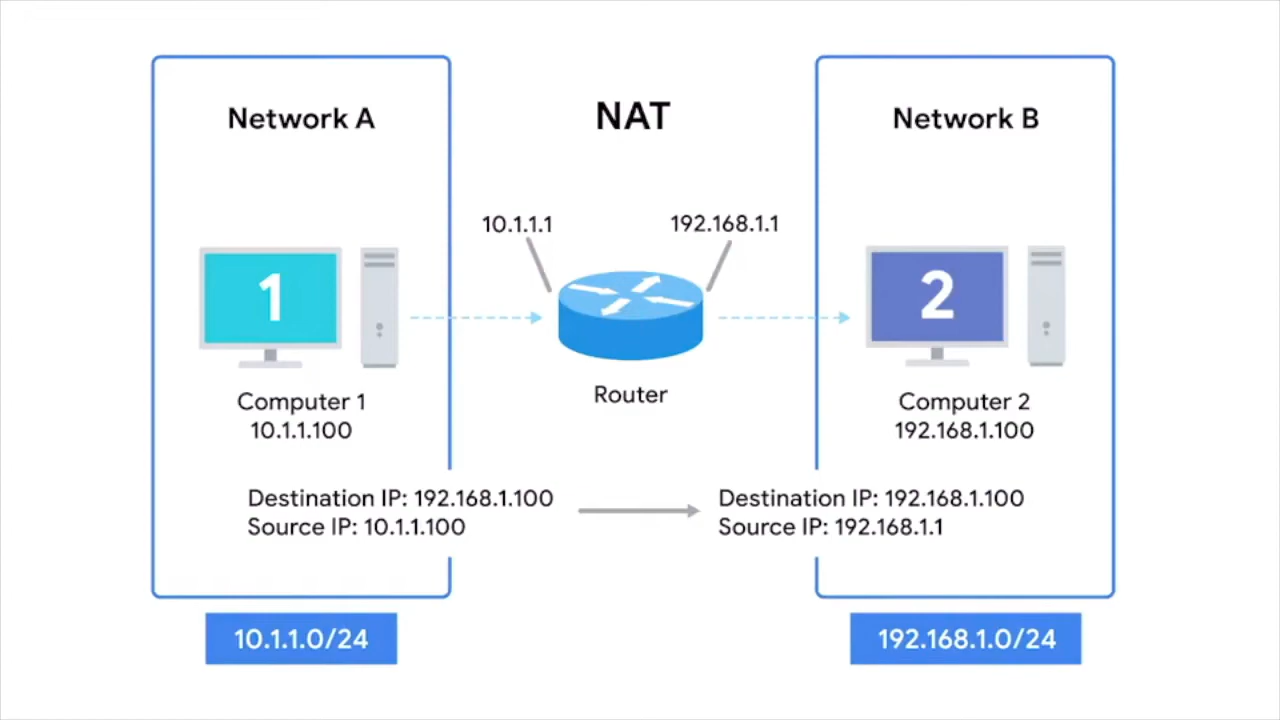 Network A
NAT
Network B
10.1.1.1
192.168.1.1
1
2
Router
Computer 1
10.1.1.100
Computer 2
192.168.1.100
Destination IP: 192.168.1.100
Source IP: 10.1.1.100
Destination IP: 192.168.1.100
Source IP: 192.168.1.1
10.1.1.0/24
192.168.1.0/24